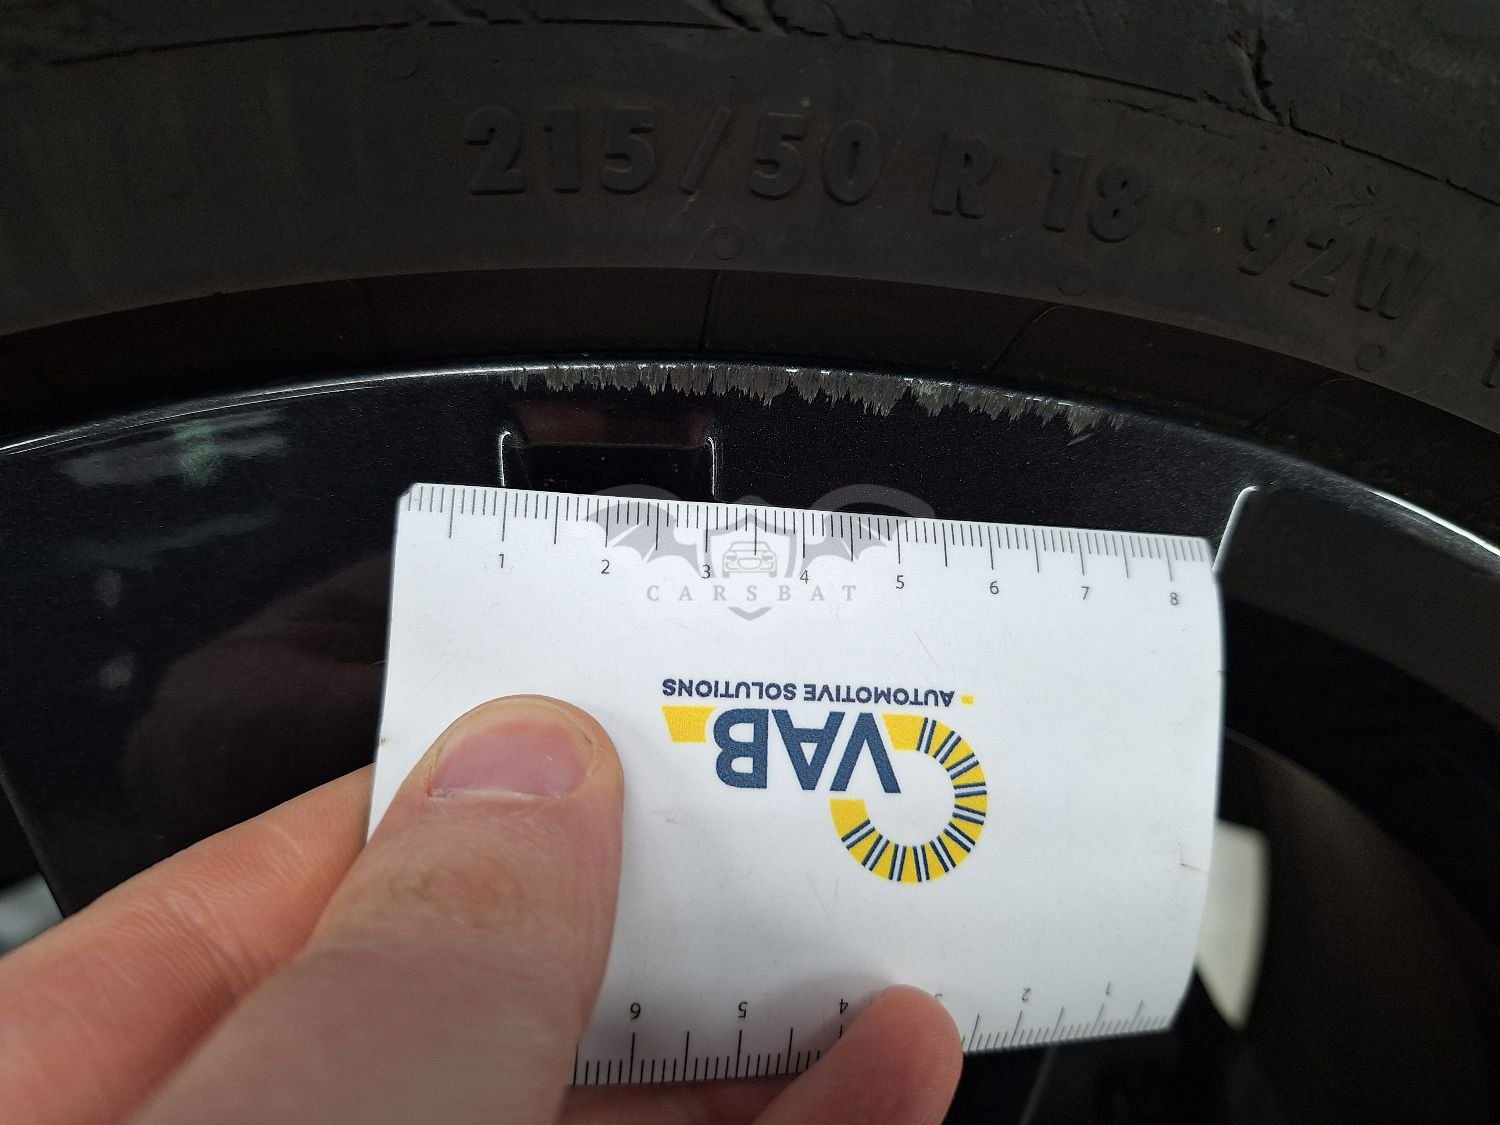 215/50 R 18 92W
1 2 3 4 5 6 7 8
CARSBAT
AUTOMOTIVE SOLUTIONS
VAB
6 5 4 2 1